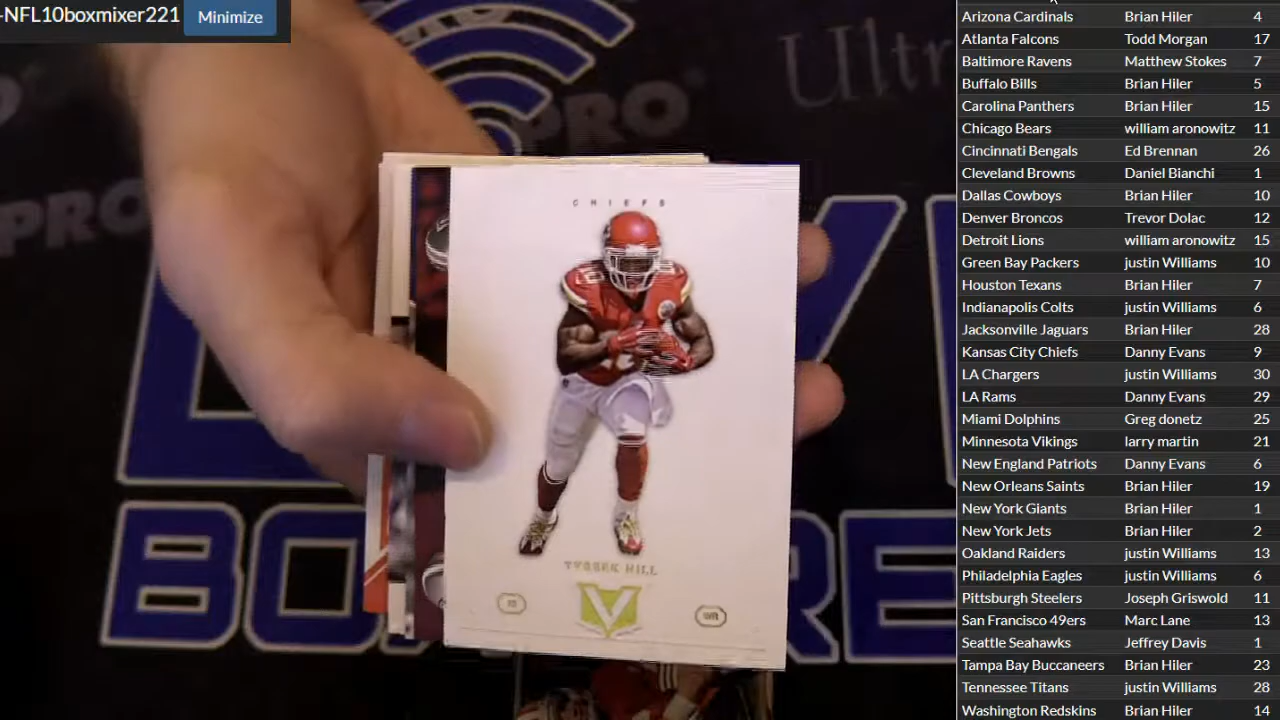 -NFL10boxmixer221 Minimize
Ultr
PRO
PRO
CHIEFS
TYREEK HILL
10
V
WR
Arizona Cardinals Brian Hiler 4
Atlanta Falcons Todd Morgan 17
Baltimore Ravens Matthew Stokes 7
Buffalo Bills Brian Hiler 5
Carolina Panthers Brian Hiler 15
Chicago Bears william aronowitz 11
Cincinnati Bengals Ed Brennan 26
Cleveland Browns Daniel Bianchi 1
Dallas Cowboys Brian Hiler 10
Denver Broncos Trevor Dolac 12
Detroit Lions william aronowitz 15
Green Bay Packers justin Williams 10
Houston Texans Brian Hiler 7
Indianapolis Colts justin Williams 6
Jacksonville Jaguars Brian Hiler 28
Kansas City Chiefs Danny Evans 9
LA Chargers justin Williams 30
LA Rams Danny Evans 29
Miami Dolphins Greg donetz 25
Minnesota Vikings larry martin 21
New England Patriots Danny Evans 6
New Orleans Saints Brian Hiler 19
New York Giants Brian Hiler 1
New York Jets Brian Hiler 2
Oakland Raiders justin Williams 13
Philadelphia Eagles justin Williams 6
Pittsburgh Steelers Joseph Griswold 11
San Francisco 49ers Marc Lane 13
Seattle Seahawks Jeffrey Davis 1
Tampa Bay Buccaneers Brian Hiler 23
Tennessee Titans justin Williams 28
Washington Redskins Brian Hiler 14